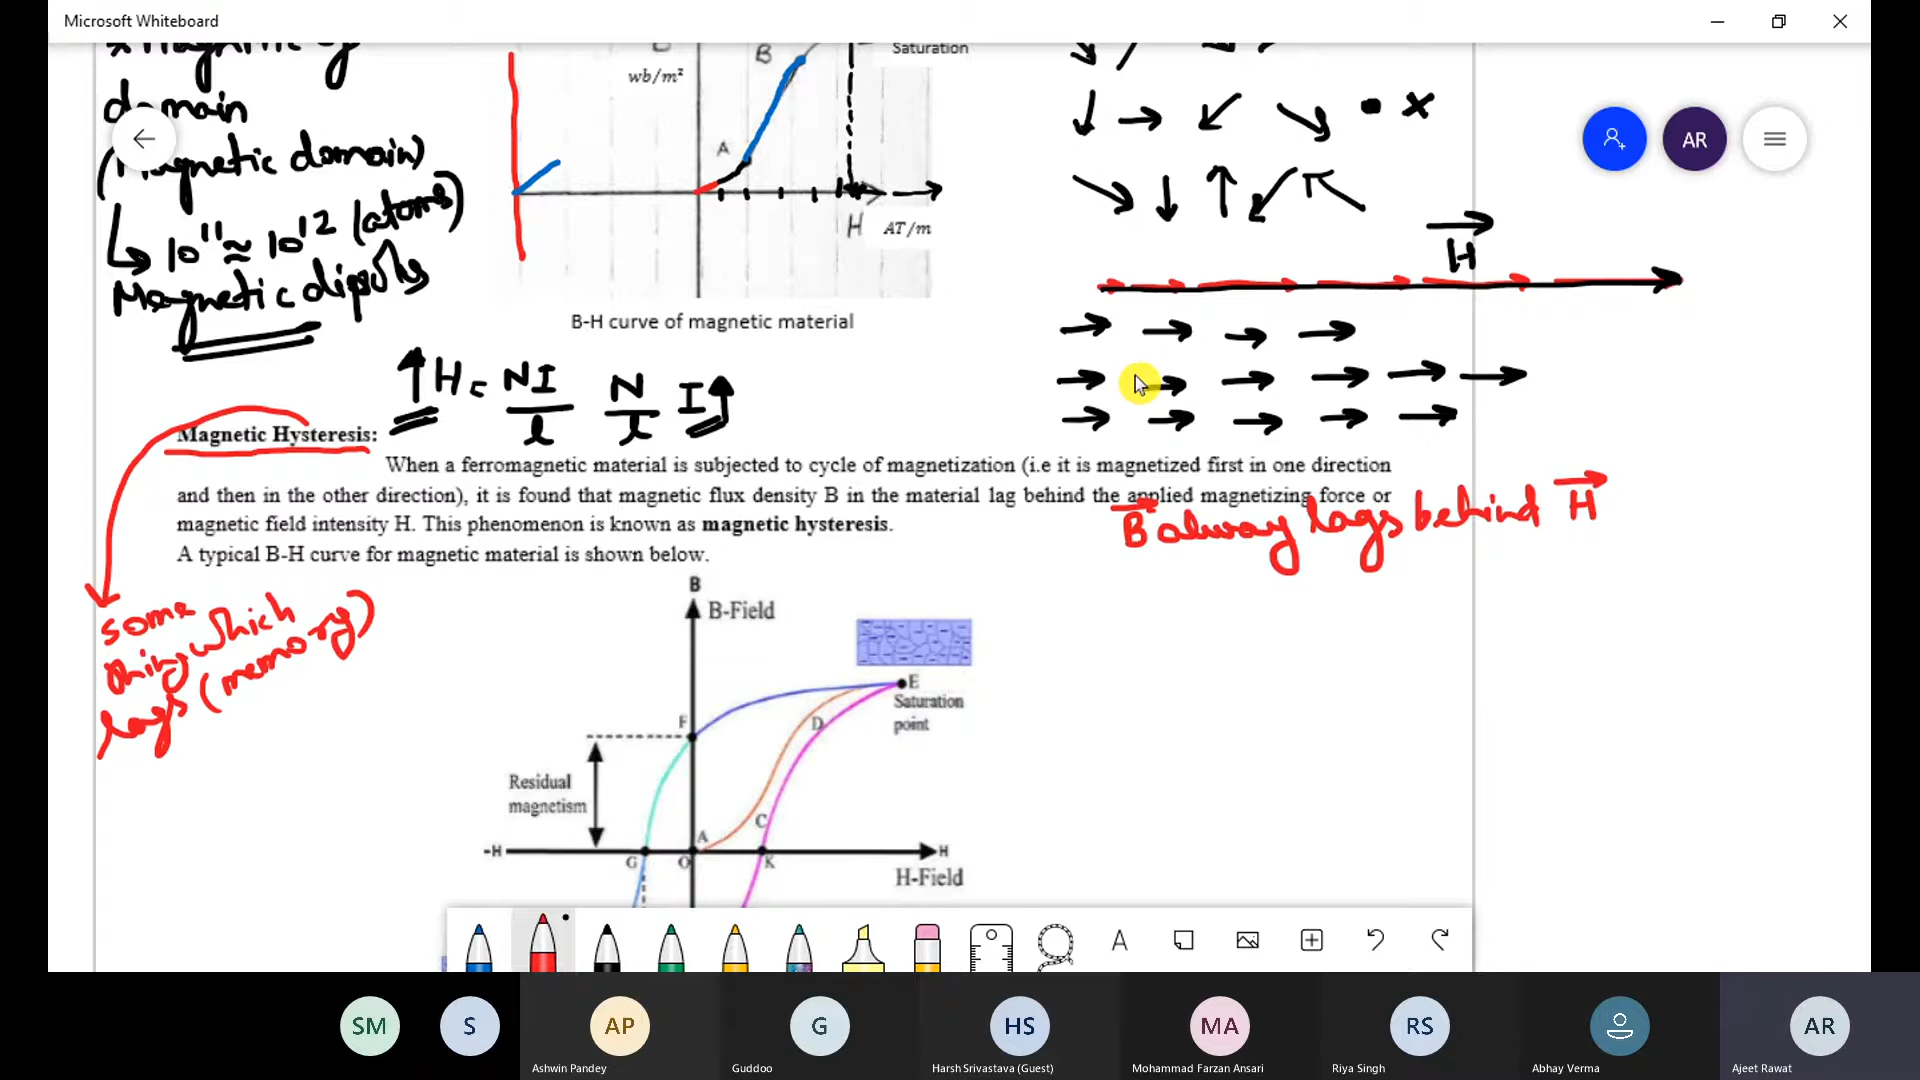 Microsoft Whiteboard
domain
(Magnetic domain)
10^11 ≈ 10^12 (atoms)
Magnetic dipoles
wb/m²
B
Saturation
A
H
AT/m
B-H curve of magnetic material
H = NI/l N/l I
x
H
AR
Magnetic Hysteresis:
When a ferromagnetic material is subjected to cycle of magnetization (i.e it is magnetized first in one direction
and then in the other direction), it is found that magnetic flux density B in the material lag behind the applied magnetizing force or
magnetic field intensity H. This phenomenon is known as magnetic hysteresis.
A typical B-H curve for magnetic material is shown below.
B alway lags behind H
some
thing which
lags (memory)
B
B-Field
E
Saturation
point
F
D
Residual
magnetism
C
A
-H
G
O
K
H
H-Field
A
SM
S
AP
G
HS
MA
RS
AR
Ashwin Pandey
Guddoo
Harsh Srivastava (Guest)
Mohammad Farzan Ansari
Riya Singh
Abhay Verma
Ajeet Rawat